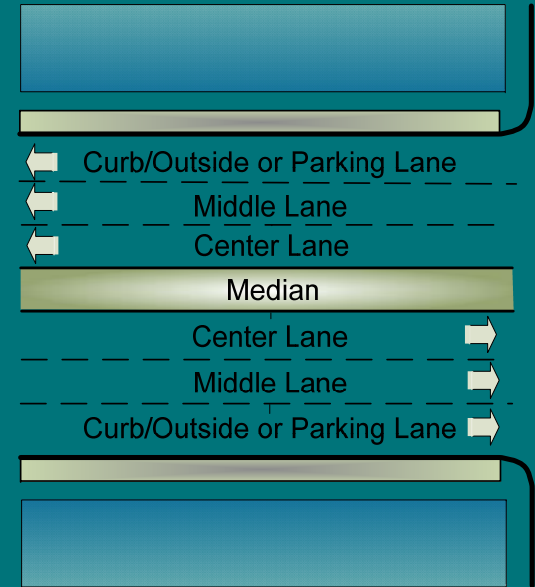 Curb/Outside or Parking Lane
Middle Lane
Center Lane
Median
Center Lane
Middle Lane
Curb/Outside or Parking Lane